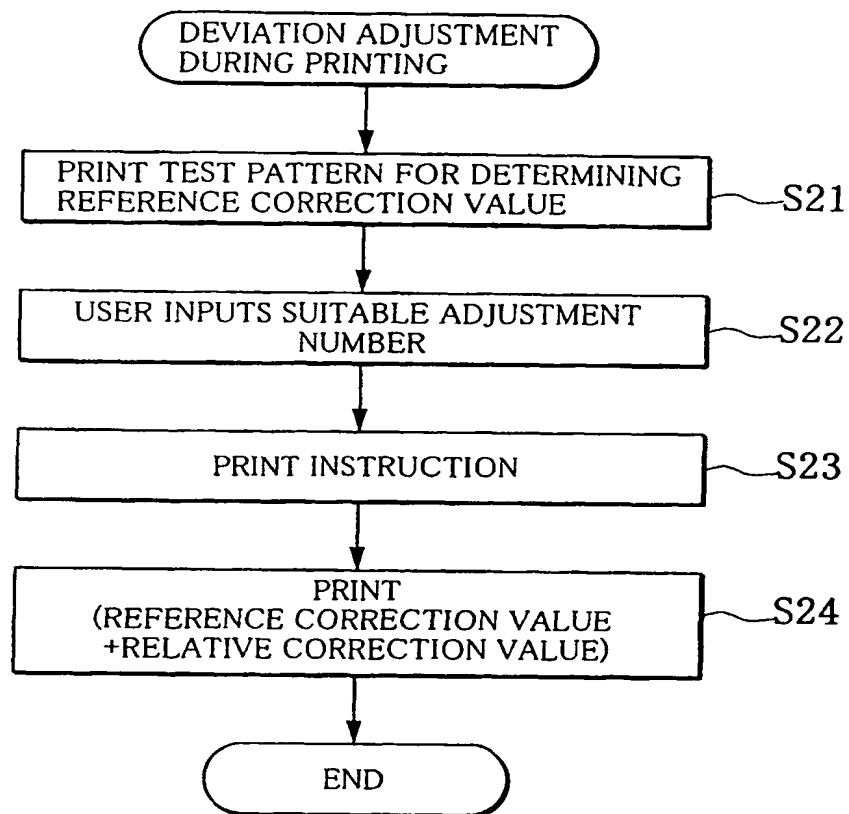 DEVIATION ADJUSTMENT
DURING PRINTING
PRINT TEST PATTERN FOR DETERMINING
REFERENCE CORRECTION VALUE
S21
USER INPUTS SUITABLE ADJUSTMENT
NUMBER
S22
PRINT INSTRUCTION
S23
PRINT
(REFERENCE CORRECTION VALUE
+RELATIVE CORRECTION VALUE)
S24
END